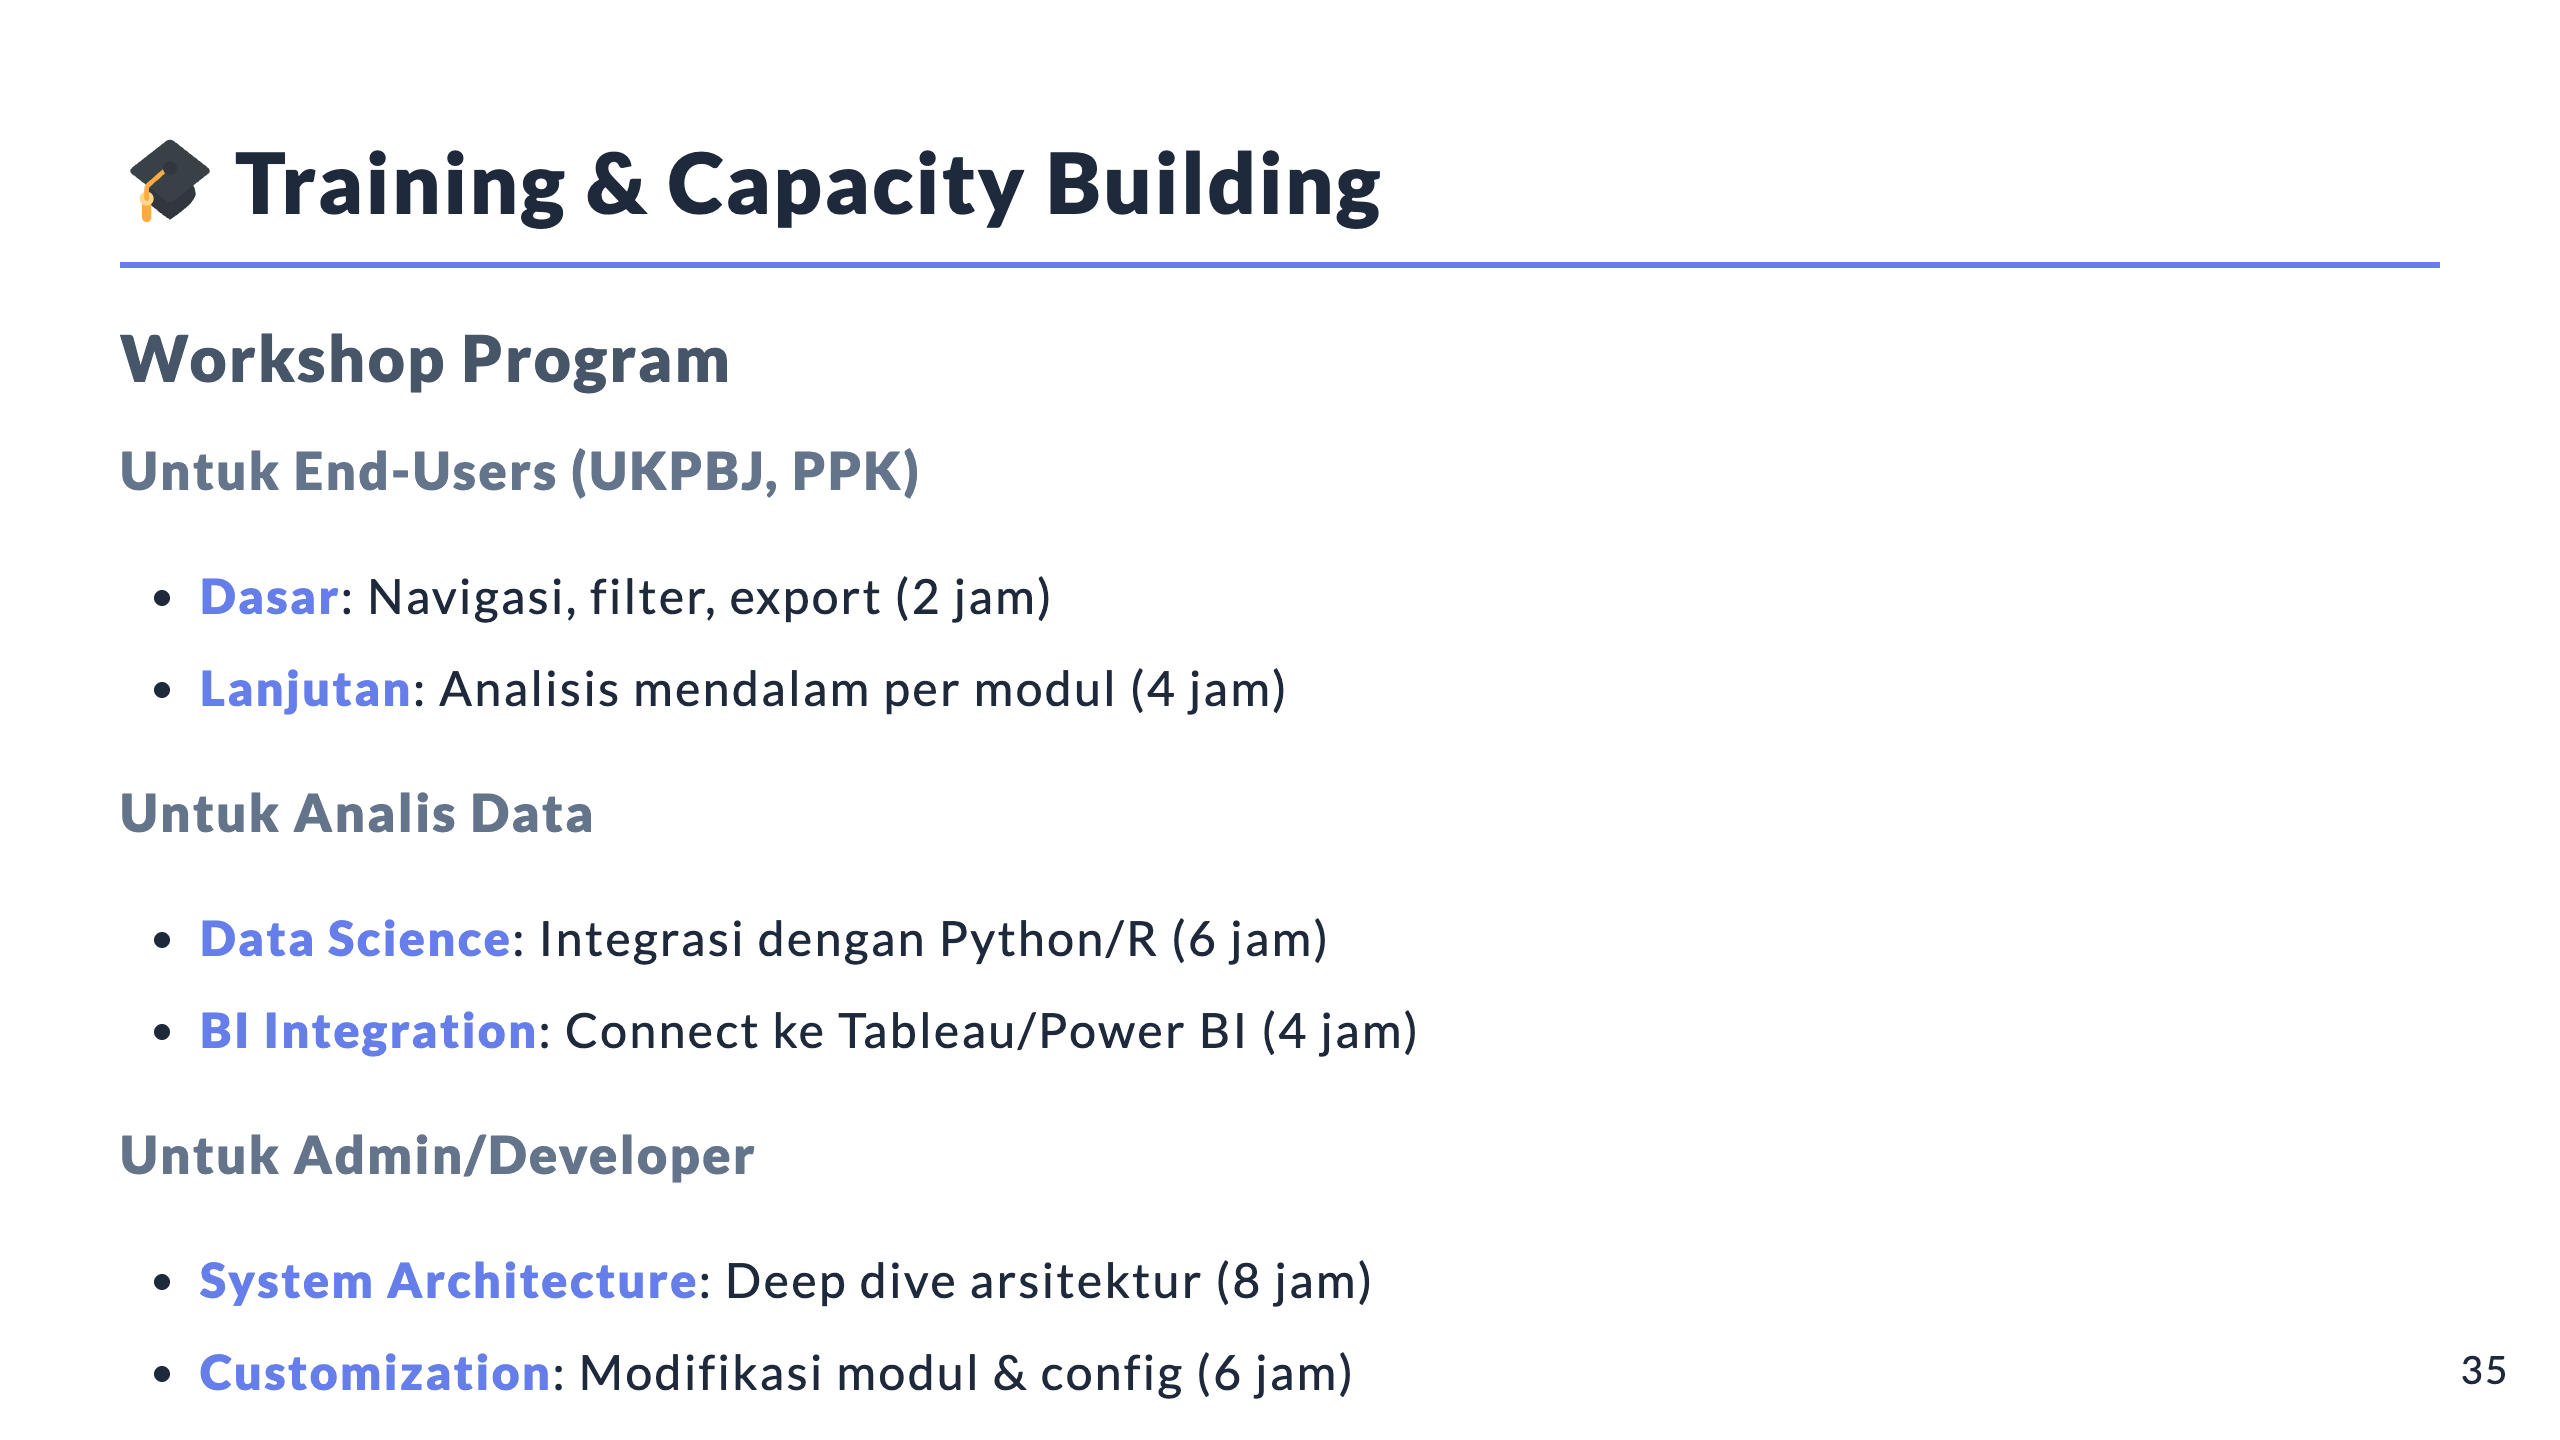 Training & Capacity Building
Workshop Program
Untuk End-Users (UKPBJ, PPK)
• Dasar: Navigasi, filter, export (2 jam)
• Lanjutan: Analisis mendalam per modul (4 jam)
Untuk Analis Data
• Data Science: Integrasi dengan Python/R (6 jam)
• BI Integration: Connect ke Tableau/Power BI (4 jam)
Untuk Admin/Developer
• System Architecture: Deep dive arsitektur (8 jam)
• Customization: Modifikasi modul & config (6 jam)
35